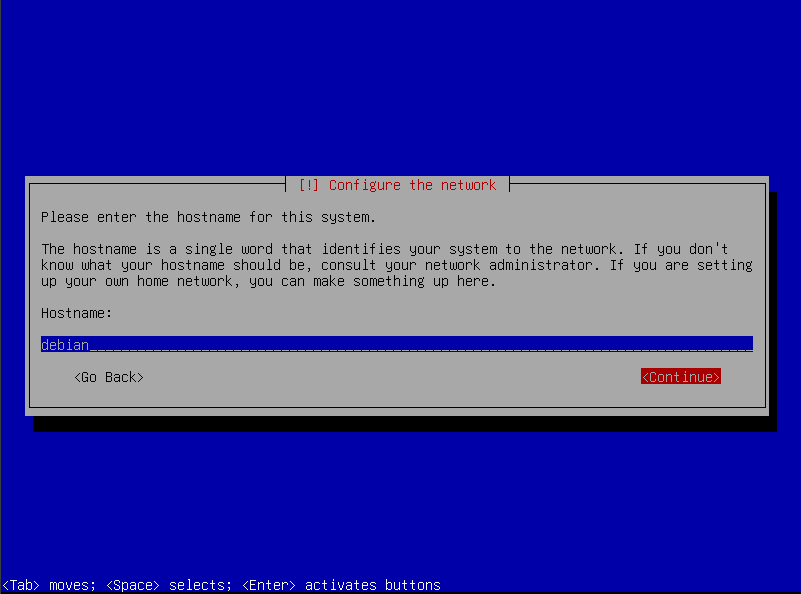 [!] Configure the network
Please enter the hostname for this system.
The hostname is a single word that identifies your system to the network. If you don't
know what your hostname should be, consult your network administrator. If you are setting
up your own home network, you can make something up here.
Hostname:
debian
<Go Back> <Continue>
<Tab> moves; <Space> selects; <Enter> activates buttons